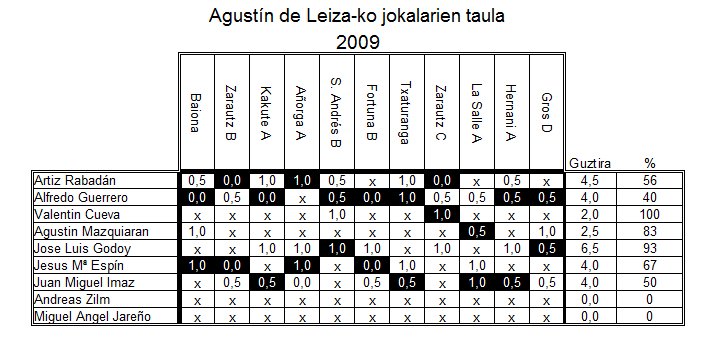 Agustín de Leiza-ko jokalarien taula
2009
Baiona Zarautz B Kakute A Añorga A S. Andrés B Fortuna B Txaturanga Zarautz C La Salle A Hernani A Gros D Guztira %
Artiz Rabadán 0,5 0,0 1,0 1,0 0,5 x 1,0 0,0 x 0,5 x 4,5 56
Alfredo Guerrero 0,0 0,5 0,0 x 0,5 0,0 1,0 0,5 0,5 0,5 0,5 4,0 40
Valentin Cueva x x x x 1,0 x x 1,0 x x x 2,0 100
Agustin Mazquiaran 1,0 x x x x x x x 0,5 x 1,0 2,5 83
Jose Luis Godoy x x 1,0 1,0 1,0 1,0 x 1,0 x 1,0 0,5 6,5 93
Jesus Mª Espín 1,0 0,0 x 1,0 x 0,0 1,0 x 1,0 x x 4,0 67
Juan Miguel Imaz x 0,5 0,5 0,0 x 0,5 0,5 x 1,0 0,5 0,5 4,0 50
Andreas Zilm x x x x x x x x x x x 0,0 0
Miguel Angel Jareño x x x x x x x x x x x 0,0 0